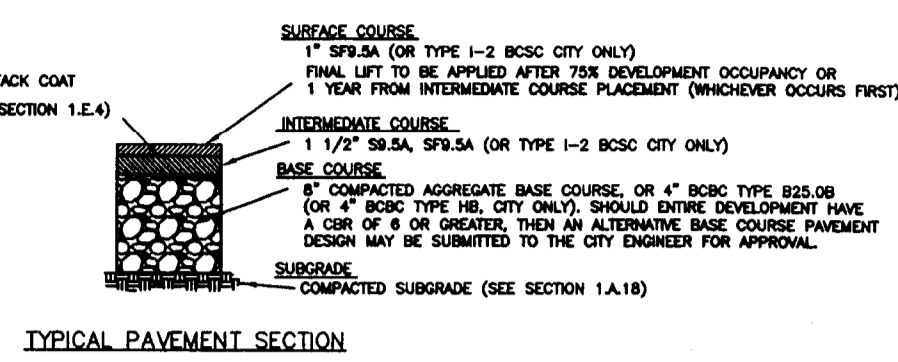 SURFACE COURSE
1" SF9.5A (OR TYPE I-2 BCSC CITY ONLY)
FINAL LIFT TO BE APPLIED AFTER 75% DEVELOPMENT OCCUPANCY OR
1 YEAR FROM INTERMEDIATE COURSE PLACEMENT (WHICHEVER OCCURS FIRST)
TACK COAT
SECTION 1.E.4)
INTERMEDIATE COURSE
1 1/2" S9.5A, SF9.5A (OR TYPE I-2 BCSC CITY ONLY)
BASE COURSE
8" COMPACTED AGGREGATE BASE COURSE, OR 4" BCBC TYPE B25.0B
(OR 4" BCBC TYPE HB, CITY ONLY). SHOULD ENTIRE DEVELOPMENT HAVE
A CBR OF 6 OR GREATER, THEN AN ALTERNATIVE BASE COURSE PAVEMENT
DESIGN MAY BE SUBMITTED TO THE CITY ENGINEER FOR APPROVAL.
SUBGRADE
COMPACTED SUBGRADE (SEE SECTION 1.A.18)
TYPICAL PAVEMENT SECTION